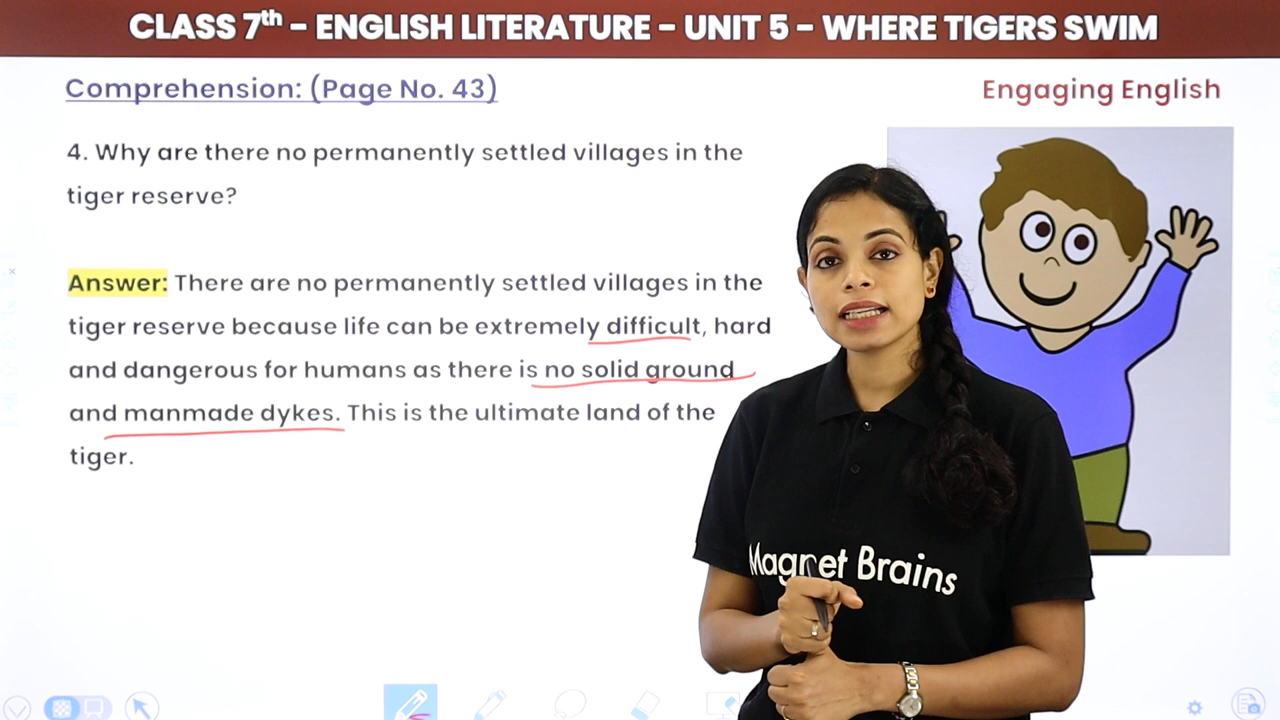 CLASS 7th - ENGLISH LITERATURE - UNIT 5 - WHERE TIGERS SWIM
Comprehension: (Page No. 43)
Engaging English
4. Why are there no permanently settled villages in the
tiger reserve?
Answer: There are no permanently settled villages in the
tiger reserve because life can be extremely difficult, hard
and dangerous for humans as there is no solid ground
and manmade dykes. This is the ultimate land of the
tiger.
Magnet Brains